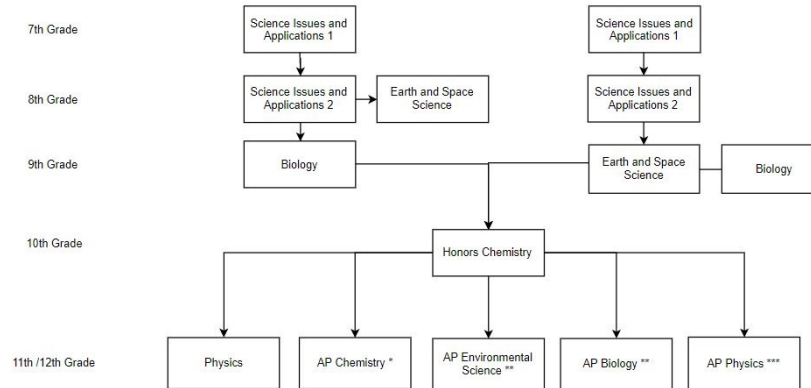 7th Grade
Science Issues and
Applications 1
Science Issues and
Applications 1
8th Grade
Science Issues and
Applications 2
Earth and Space
Science
Science Issues and
Applications 2
9th Grade
Biology
Earth and Space
Science
Biology
10th Grade
Honors Chemistry
11th /12th Grade
Physics
AP Chemistry *
AP Environmental
Science **
AP Biology **
AP Physics ***